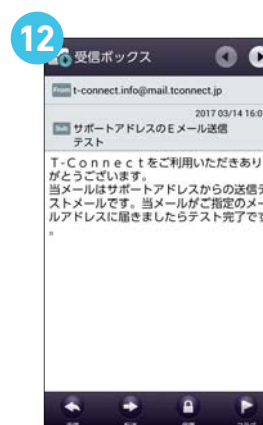 12
受信ボックス
From t-connect.info@mail.tconnect.jp
2017 03/14 16:0
Sub サポートアドレスのEメール送信
テスト
T-Connectをご利用いただきあり
がとうございます。
当メールはサポートアドレスからの送信テ
ストメールです。当メールがご指定のメー
ルアドレスに届きましたらテスト完了です
。